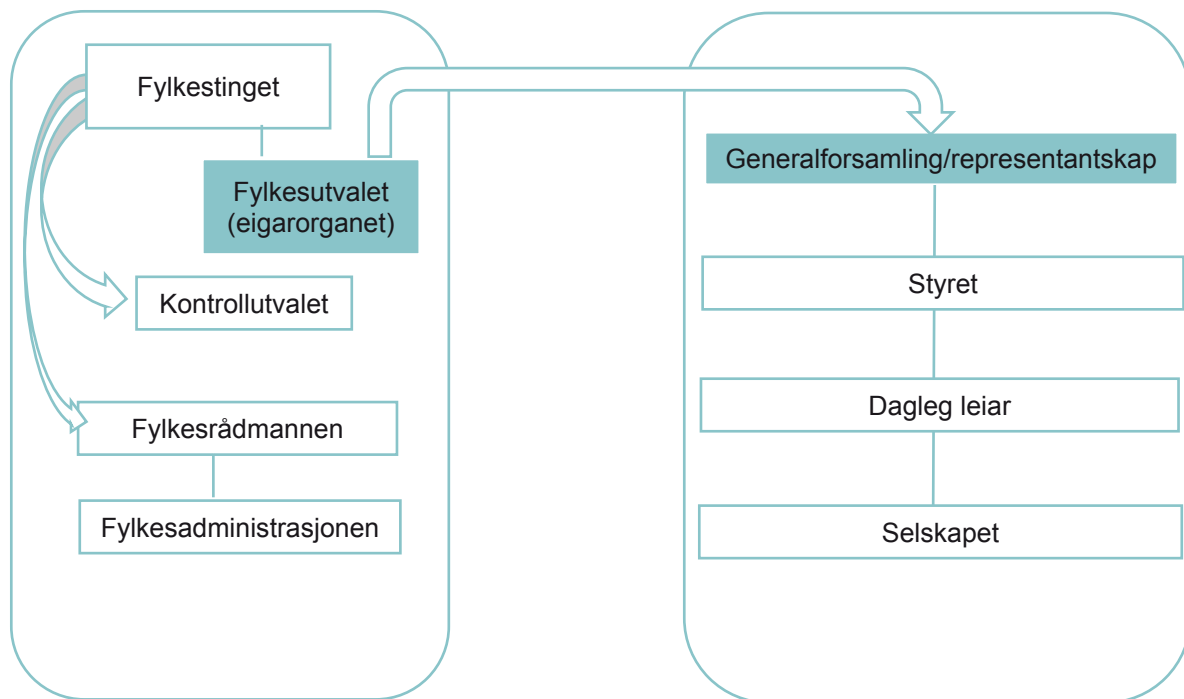 Fylkestinget
Fylkesutvalet
(eigarorganet)
Kontrollutvalet
Fylkesrådmannen
Fylkesadministrasjonen
Generalforsamling/representantskap
Styret
Dagleg leiar
Selskapet